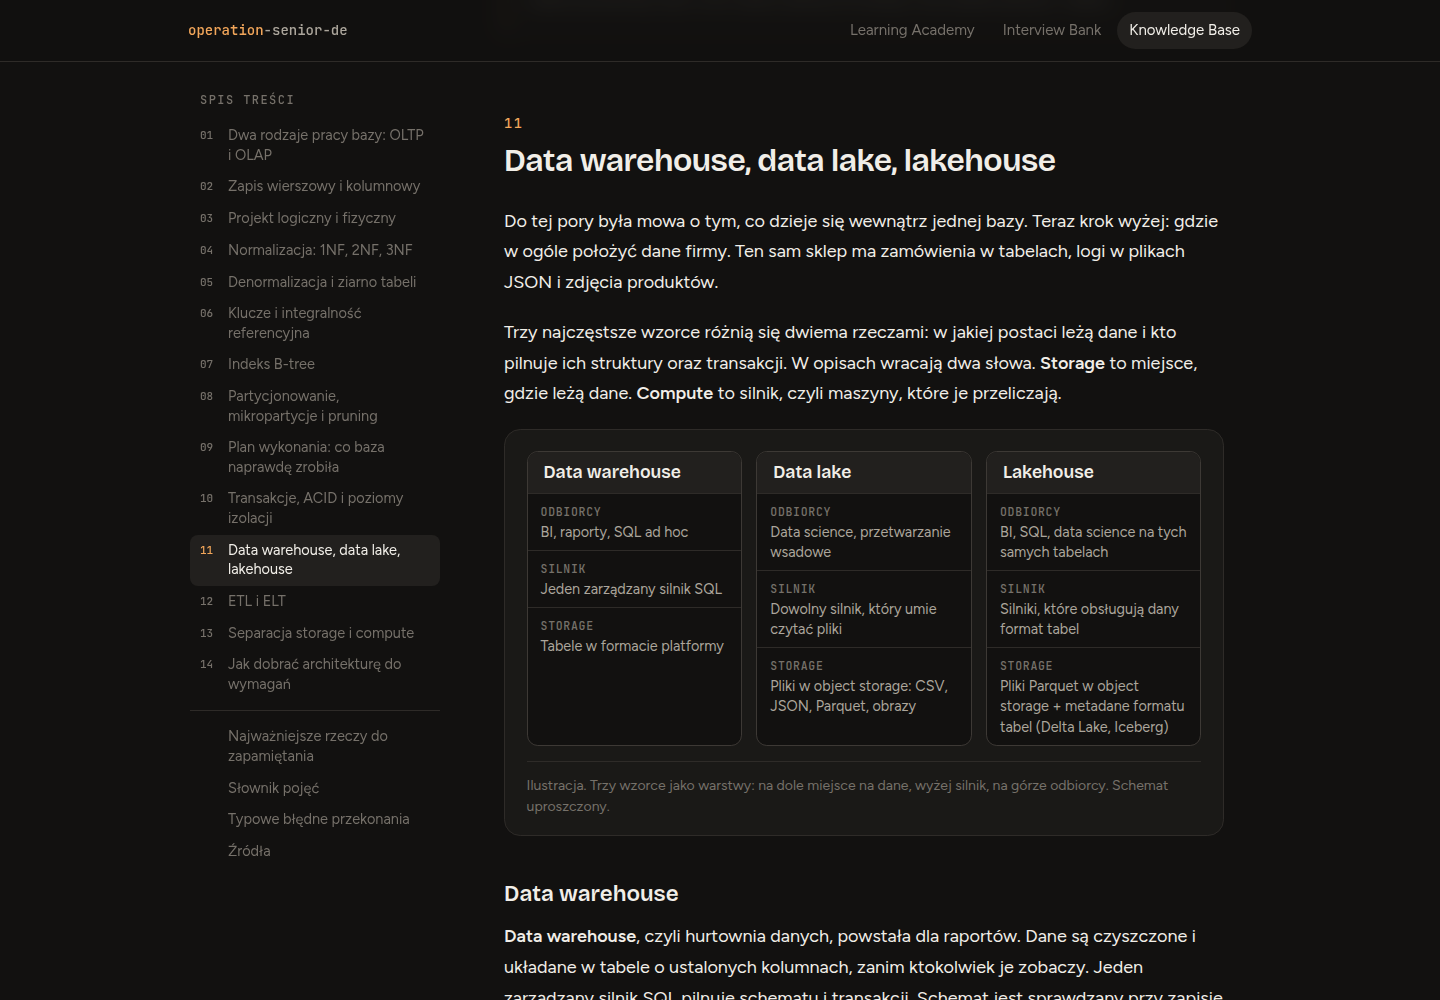 operation-senior-de
Learning Academy
Interview Bank
Knowledge Base
SPIS TREŚCI
01 Dwa rodzaje pracy bazy: OLTP
i OLAP
02 Zapis wierszowy i kolumnowy
03 Projekt logiczny i fizyczny
04 Normalizacja: 1NF, 2NF, 3NF
05 Denormalizacja i ziarno tabeli
06 Klucze i integralność
referencyjna
07 Indeks B-tree
08 Partycjonowanie,
mikropartycje i pruning
09 Plan wykonania: co baza
naprawdę zrobiła
10 Transakcje, ACID i poziomy
izolacji
11 Data warehouse, data lake,
lakehouse
12 ETL i ELT
13 Separacja storage i compute
14 Jak dobrać architekturę do
wymagań
Najważniejsze rzeczy do
zapamiętania
Słownik pojęć
Typowe błędne przekonania
Źródła
11
Data warehouse, data lake, lakehouse
Do tej pory była mowa o tym, co dzieje się wewnątrz jednej bazy. Teraz krok wyżej: gdzie
w ogóle położyć dane firmy. Ten sam sklep ma zamówienia w tabelach, logi w plikach
JSON i zdjęcia produktów.
Trzy najczęstsze wzorce różnią się dwiema rzeczami: w jakiej postaci leżą dane i kto
pilnuje ich struktury oraz transakcji. W opisach wracają dwa słowa. Storage to miejsce,
gdzie leżą dane. Compute to silnik, czyli maszyny, które je przeliczają.
Data warehouse
ODBIORCY
BI, raporty, SQL ad hoc
SILNIK
Jeden zarządzany silnik SQL
STORAGE
Tabele w formacie platformy
Data lake
ODBIORCY
Data science, przetwarzanie
wsadowe
SILNIK
Dowolny silnik, który umie
czytać pliki
STORAGE
Pliki w object storage: CSV,
JSON, Parquet, obrazy
Lakehouse
ODBIORCY
BI, SQL, data science na tych
samych tabelach
SILNIK
Silniki, które obsługują dany
format tabel
STORAGE
Pliki Parquet w object
storage + metadane formatu
tabel (Delta Lake, Iceberg)
Ilustracja. Trzy wzorce jako warstwy: na dole miejsce na dane, wyżej silnik, na górze odbiorcy. Schemat
uproszczony.
Data warehouse
Data warehouse, czyli hurtownia danych, powstała dla raportów. Dane są czyszczone i
układane w tabele o ustalonych kolumnach, zanim ktokolwiek je zobaczy. Jeden
zarządzany silnik SQL pilnuje schematu i transakcji. Schemat jest sprawdzany przy zapisie